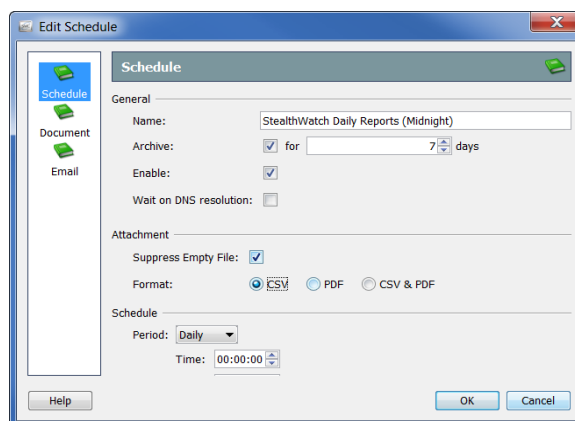 Edit Schedule
Schedule
Document
Email
Schedule
General
Name: StealthWatch Daily Reports (Midnight)
Archive: for 7 days
Enable:
Wait on DNS resolution:
Attachment
Suppress Empty File:
Format: CSV PDF CSV & PDF
Schedule
Period: Daily
Time: 00:00:00
Help OK Cancel